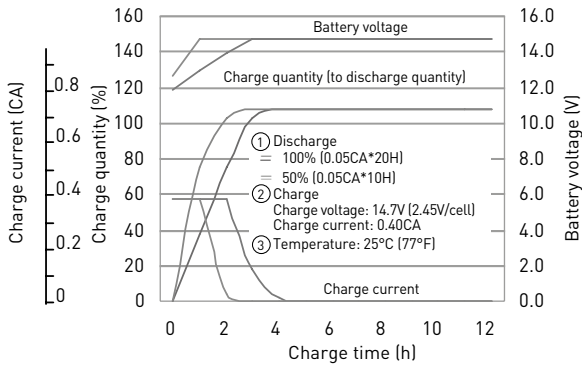 160
140
120
100
80
60
40
20
0
Charge quantity (%)
0.8
0.6
0.4
0.2
0
Charge current (CA)
16.0
14.0
12.0
10.0
8.0
6.0
4.0
2.0
0.0
Battery voltage (V)
Battery voltage
Charge quantity (to discharge quantity)
① Discharge
= 100% (0.05CA*20H)
= 50% (0.05CA*10H)
② Charge
Charge voltage: 14.7V (2.45V/cell)
Charge current: 0.40CA
③ Temperature: 25°C (77°F)
Charge current
0 2 4 6 8 10 12
Charge time (h)